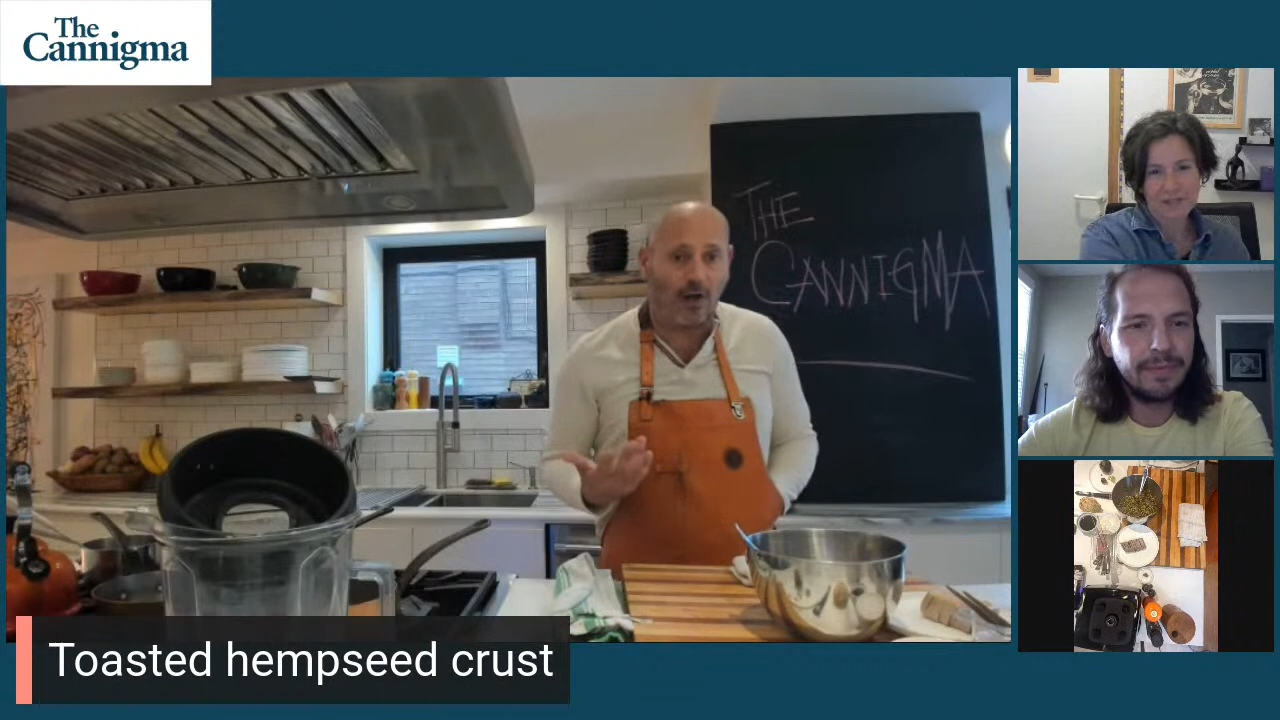 The
Cannigma
THE
CANNIGMA
Toasted hempseed crust